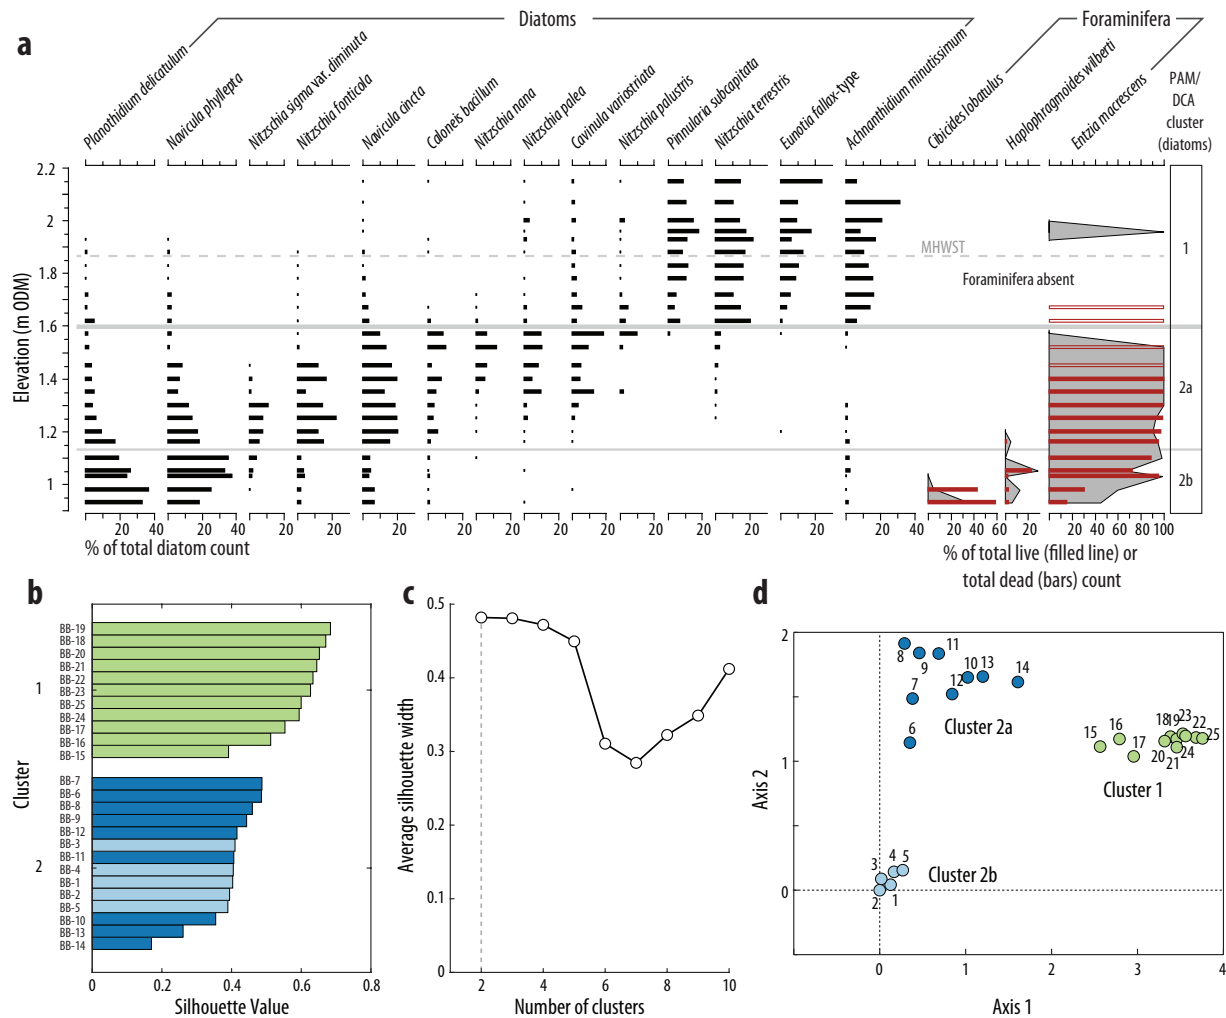 Diatoms
Foraminifera
a
Planothidium delicatulum
Navicula phyllepta
Nitzschia sigma var. diminuta
Nitzschia fonticola
Navicula cincta
Caloneis bacillum
Nitzschia nana
Nitzschia palea
Cavinula variostriata
Nitzschia palustris
Pinnularia subcapitata
Nitzschia terrestris
Eunotia fallax-type
Achnanthidium minutissimum
Cibicides lobatulus
Haplophragmoides wilberti
Entzia macrescens
PAM/
DCA
cluster
(diatoms)
Elevation (m ODM)
2.2
2
1.8
1.6
1.4
1.2
1
MHWST
Foraminifera absent
1
2a
2b
20 20 40 20 20 20 20 20 20 20 20 20 20 20 20 40 0 20 40 60 0 20 0 20 40 60 80 100
% of total diatom count
% of total live (filled line) or
total dead (bars) count
b
BB-19
BB-18
BB-20
BB-21
BB-22
BB-23
BB-25
BB-24
BB-17
BB-16
BB-15
BB-7
BB-6
BB-8
BB-9
BB-12
BB-3
BB-11
BB-4
BB-1
BB-2
BB-5
BB-10
BB-13
BB-14
Cluster
1
2
1
2
0 0.2 0.4 0.6 0.8
Silhouette Value
c
Average silhouette width
0.5
0.4
0.3
0.2
0.1
0
0 2 4 6 8 10
Number of clusters
d
Axis 2
2
1
0
8
9
11
7
12
10
13
14
6
Cluster 2a
15
16
17
18
19
23
22
25
20
21
24
Cluster 1
3
4
5
2
1
Cluster 2b
0 1 2 3 4
Axis 1